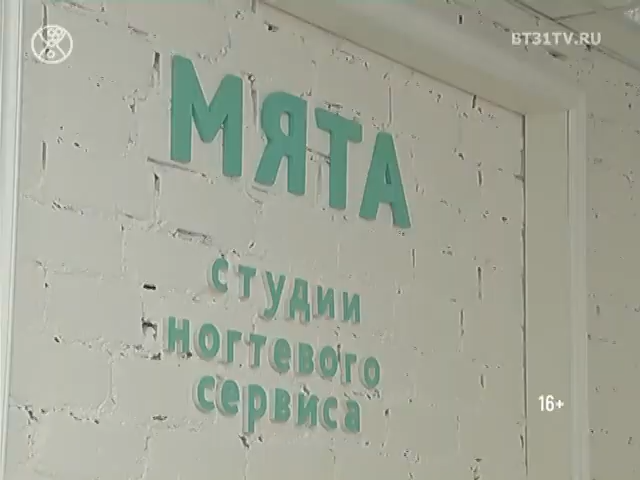 BT31TV.RU
МЯТА
студии
ногтевого
сервиса
16+